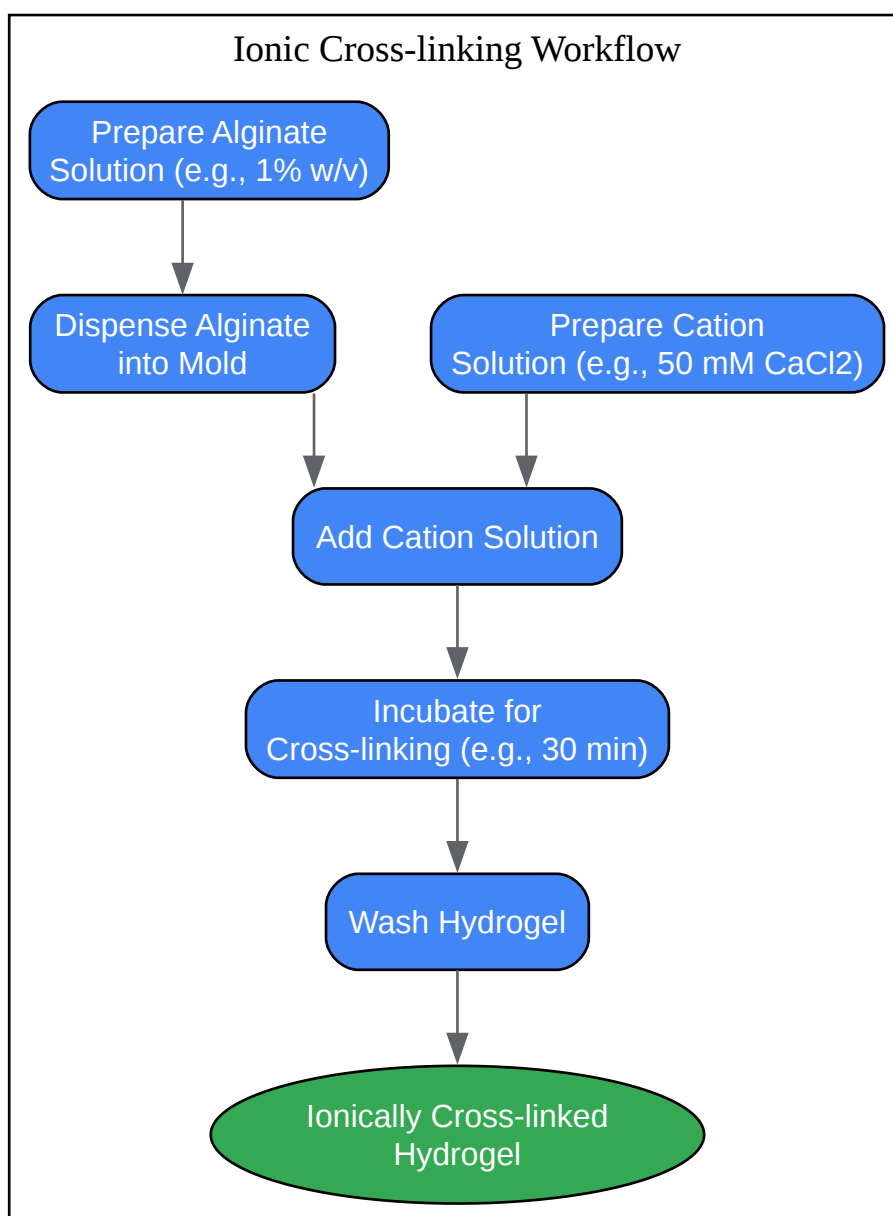 Ionic Cross-linking Workflow
Prepare Alginate
Solution (e.g., 1% w/v)
Dispense Alginate
into Mold
Prepare Cation
Solution (e.g., 50 mM CaCl2)
Add Cation Solution
Incubate for
Cross-linking (e.g., 30 min)
Wash Hydrogel
Ionically Cross-linked
Hydrogel